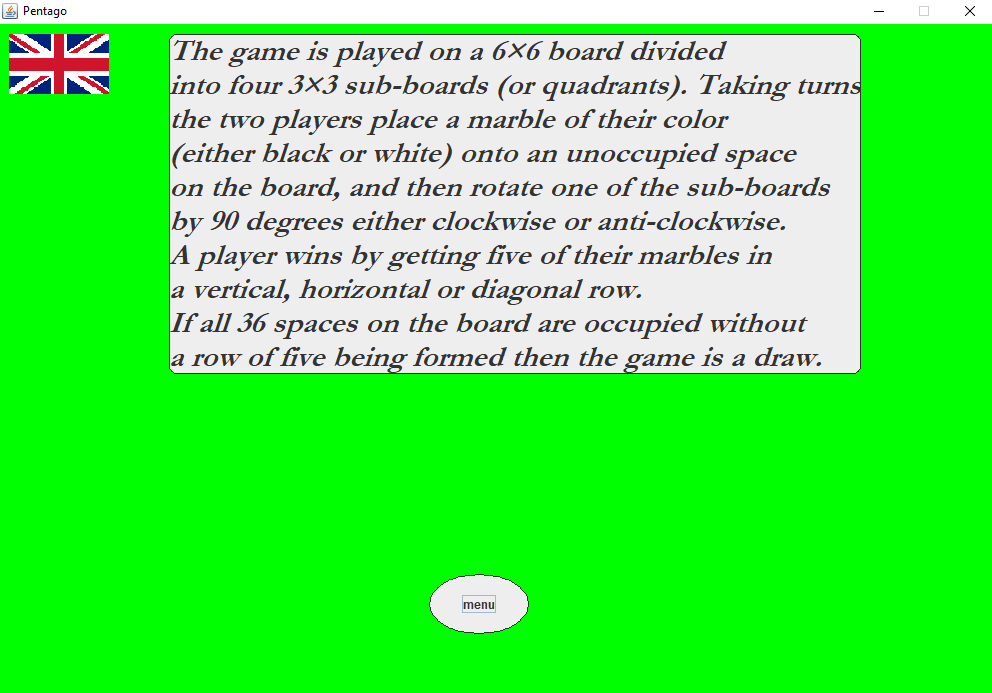 Pentago
The game is played on a 6×6 board divided
into four 3×3 sub-boards (or quadrants). Taking turns
the two players place a marble of their color
(either black or white) onto an unoccupied space
on the board, and then rotate one of the sub-boards
by 90 degrees either clockwise or anti-clockwise.
A player wins by getting five of their marbles in
a vertical, horizontal or diagonal row.
If all 36 spaces on the board are occupied without
a row of five being formed then the game is a draw.
menu